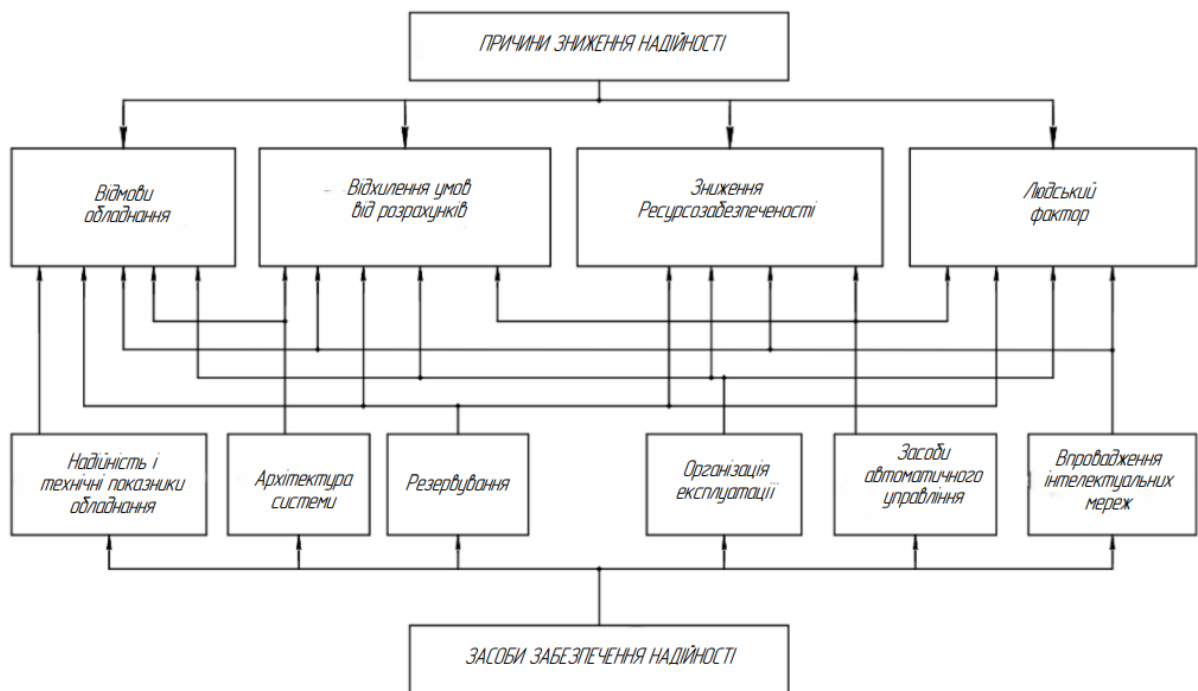 ПРИЧИНИ ЗНИЖЕННЯ НАДІЙНОСТІ
Відмови
обладнання
Відхилення умов
від розрахунків
Зниження
Ресурсозабезпеченості
Людський
фактор
Надійність і
технічні показники
обладнання
Архітектура
системи
Резервування
Організація
експлуатації
Засоби
автоматичного
управління
Впровадження
інтелектуальних
мереж
ЗАСОБИ ЗАБЕЗПЕЧЕННЯ НАДІЙНОСТІ